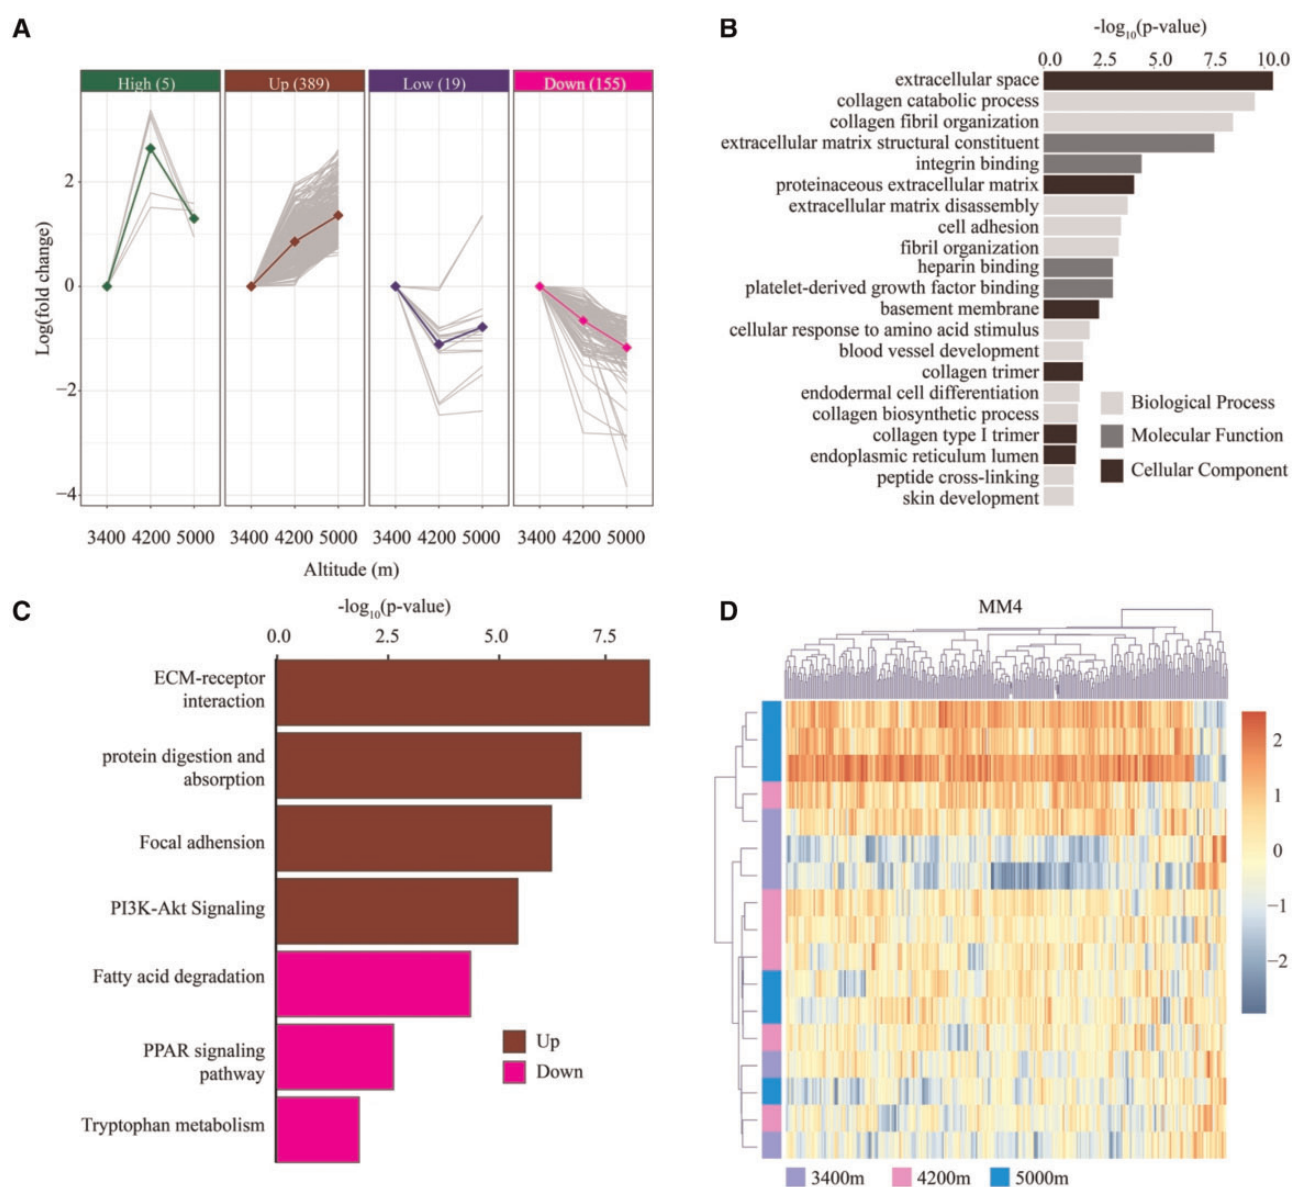 A
High (5)
Up (389)
Low (19)
Down (155)
Log(fold change)
2
0
−2
−4
3400 4200 5000
3400 4200 5000
3400 4200 5000
3400 4200 5000
Altitude (m)
B
-log10(p-value)
0.0 2.5 5.0 7.5 10.0
extracellular space
collagen catabolic process
collagen fibril organization
extracellular matrix structural constituent
integrin binding
proteinaceous extracellular matrix
extracellular matrix disassembly
cell adhesion
fibril organization
heparin binding
platelet-derived growth factor binding
basement membrane
cellular response to amino acid stimulus
blood vessel development
collagen trimer
endodermal cell differentiation
collagen biosynthetic process
collagen type I trimer
endoplasmic reticulum lumen
peptide cross-linking
skin development
Biological Process
Molecular Function
Cellular Component
C
-log10(p-value)
0.0 2.5 5.0 7.5
ECM-receptor
interaction
protein digestion and
absorption
Focal adhension
PI3K-Akt Signaling
Fatty acid degradation
PPAR signaling
pathway
Tryptophan metabolism
Up
Down
D
MM4
2
1
0
−1
−2
3400m
4200m
5000m